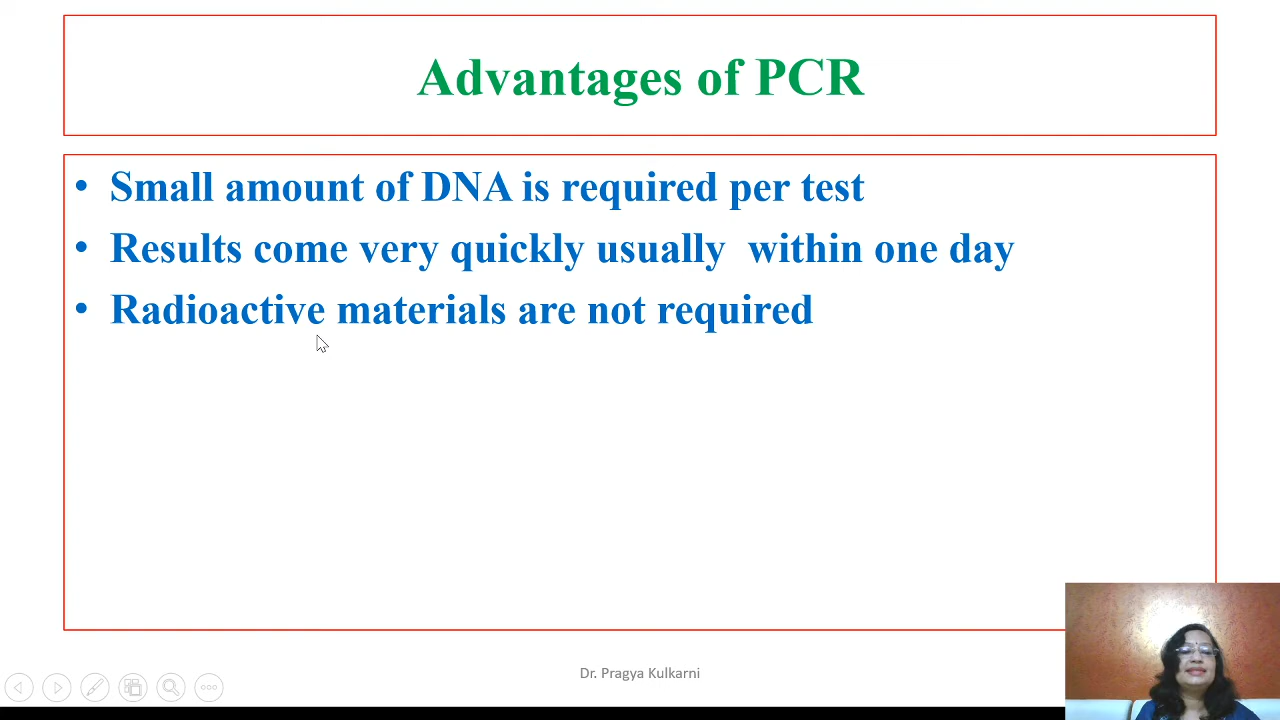 Advantages of PCR
• Small amount of DNA is required per test
• Results come very quickly usually  within one day
• Radioactive materials are not required
Dr. Pragya Kulkarni